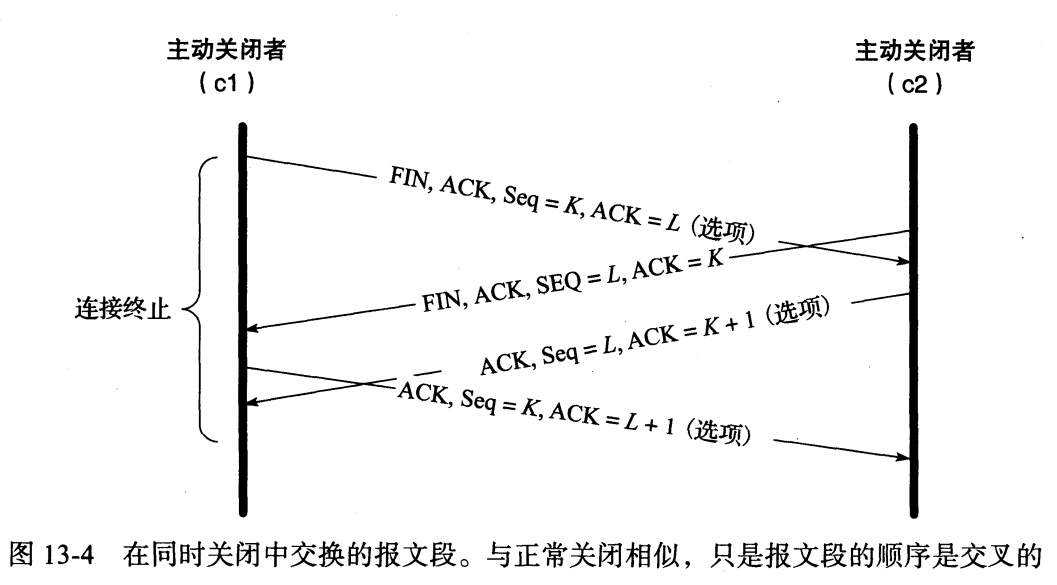 主动关闭者
（c1）
主动关闭者
（c2）
FIN, ACK, Seq = K, ACK = L（选项）
FIN, ACK, SEQ = L, ACK = K
连接终止
ACK, Seq = L, ACK = K + 1（选项）
ACK, Seq = K, ACK = L + 1（选项）
图 13-4 在同时关闭中交换的报文段。与正常关闭相似，只是报文段的顺序是交叉的